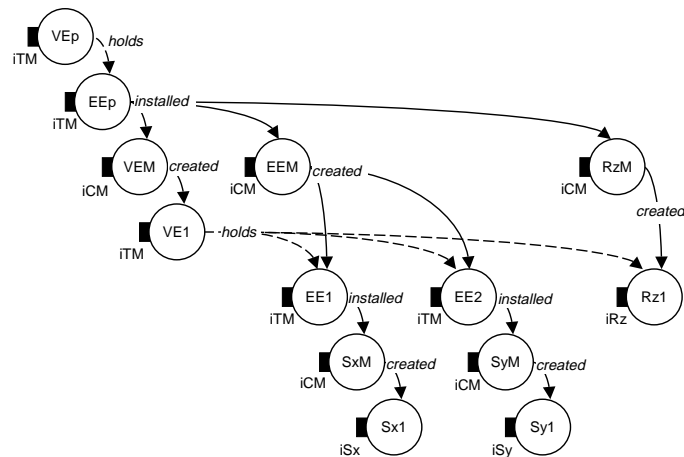 VEp
holds
iTM
EEp
installed
iTM
VEM
created
EEM
created
RzM
iCM
iCM
iCM
created
VE1
holds
iTM
EE1
installed
EE2
installed
Rz1
iTM
iTM
iRz
SxM
created
SyM
created
iCM
iCM
Sx1
Sy1
iSx
iSy